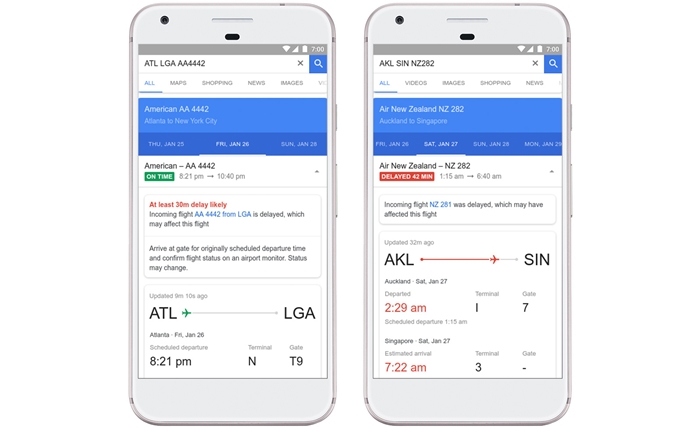 7:00
ATL LGA AA4442
ALL MAPS SHOPPING NEWS IMAGES
American AA 4442
Atlanta to New York City
THU, JAN 25 FRI, JAN 26 SUN, JAN 28
American – AA 4442
ON TIME 8:21 pm → 10:40 pm
At least 30m delay likely
Incoming flight AA 4442 from LGA is delayed, which
may affect this flight
Arrive at gate for originally scheduled departure time
and confirm flight status on an airport monitor. Status
may change.
Updated 9m 10s ago
ATL LGA
Atlanta · Fri, Jan 26
Scheduled departure Terminal Gate
8:21 pm N T9
7:00
AKL SIN NZ282
ALL VIDEOS IMAGES SHOPPING NEWS
Air New Zealand NZ 282
Auckland to Singapore
FRI, JAN 26 SAT, JAN 27 SUN, JAN 28 MON, JAN 29
Air New Zealand – NZ 282
DELAYED 42 MIN 1:15 am → 6:40 am
Incoming flight NZ 281 was delayed, which may have
affected this flight
Updated 32m ago
AKL SIN
Auckland · Sat, Jan 27
Departed Terminal Gate
2:29 am I 7
Scheduled departure 1:15 am
Singapore · Sat, Jan 27
Estimated arrival Terminal Gate
7:22 am 3 -